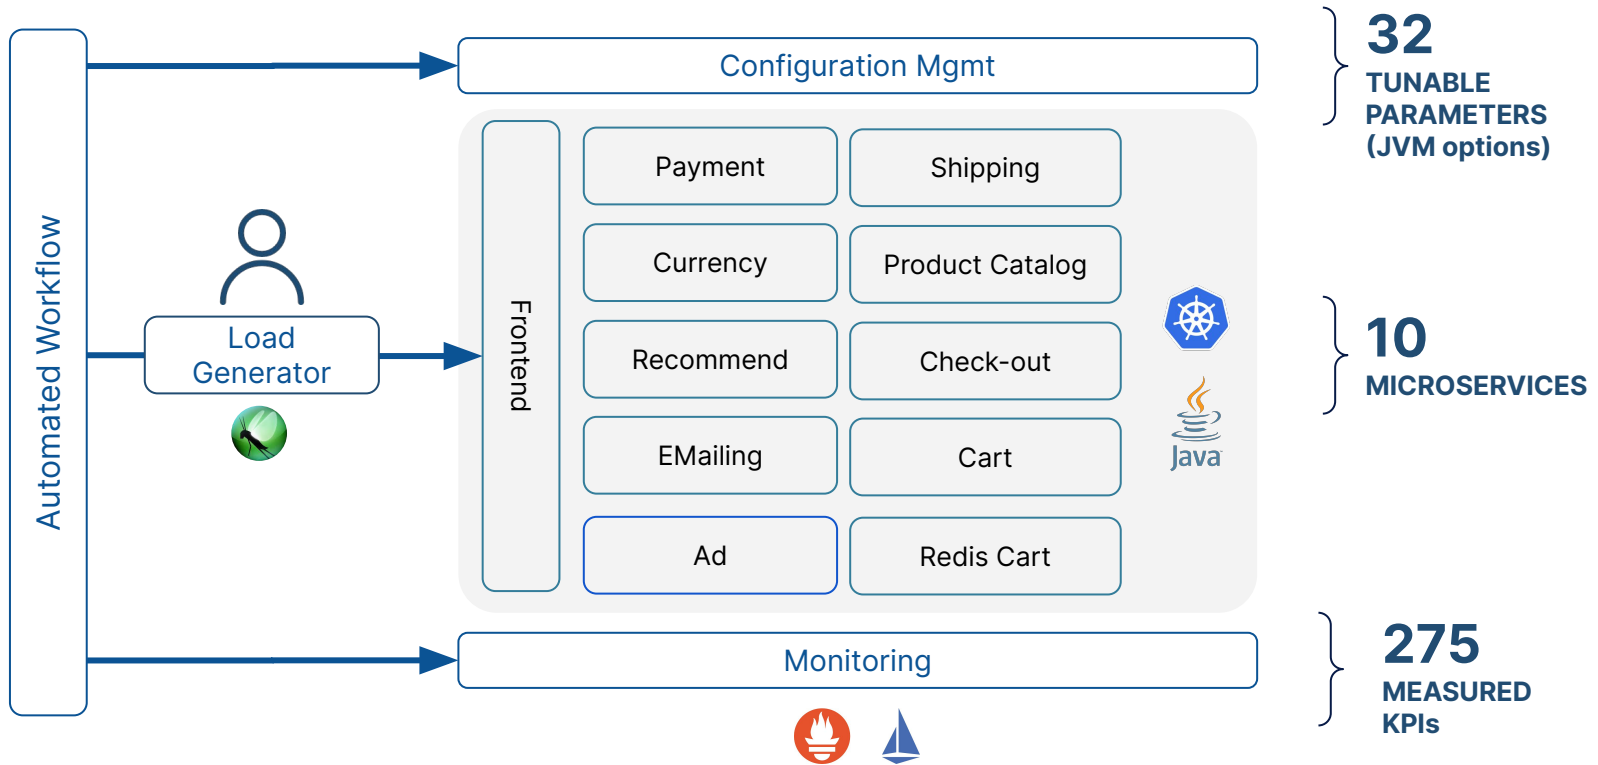 Automated Workflow
Configuration Mgmt
Load
Generator
Frontend
Payment
Shipping
Currency
Product Catalog
Recommend
Check-out
EMailing
Cart
Ad
Redis Cart
Java
Monitoring
32
TUNABLE
PARAMETERS
(JVM options)
10
MICROSERVICES
275
MEASURED
KPIs